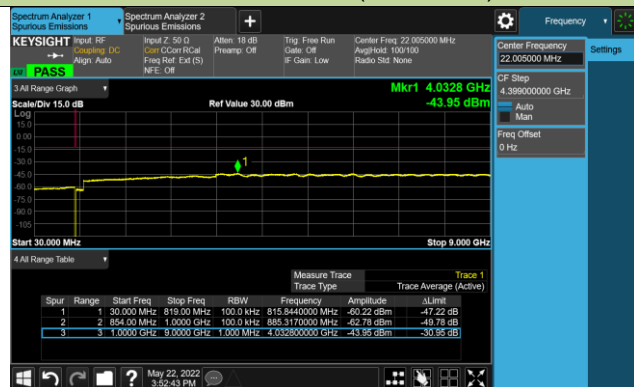 Spectrum Analyzer 1
Spurious Emissions
Spectrum Analyzer 2
Spurious Emissions
+
Frequency
KEYSIGHT
Input: RF
Coupling: DC
Align: Auto
Input Z: 50 Ω
Corr CCorr RCal
Freq Ref: Ext (S)
NFE: Off
Atten: 18 dB
Preamp: Off
Trig: Free Run
Gate: Off
IF Gain: Low
Center Freq: 22.005000 MHz
Avg|Hold: 100/100
Radio Std: None
PASS
Center Frequency
22.005000 MHz
Settings
CF Step
4.399000000 GHz
Auto
Man
Freq Offset
0 Hz
3 All Range Graph
Mkr1 4.0328 GHz
Scale/Div 15.0 dB
Ref Value 30.00 dBm
-43.95 dBm
Log
15.0
0.00
-15.0
-30.0
-45.0
-60.0
-75.0
-90.0
-105
1
Start 30.000 MHz
Stop 9.000 GHz
4 All Range Table
Measure Trace Trace 1
Trace Type Trace Average (Active)
Spur Range Start Freq Stop Freq RBW Frequency Amplitude ΔLimit
1 1 30.000 MHz 819.00 MHz 100.0 kHz 815.8440000 MHz -60.22 dBm -47.22 dB
2 2 854.00 MHz 1.0000 GHz 100.0 kHz 885.3170000 MHz -62.78 dBm -49.78 dB
3 3 1.0000 GHz 9.0000 GHz 1.000 MHz 4.032800000 GHz -43.95 dBm -30.95 dB
?
May 22, 2022
3:52:43 PM